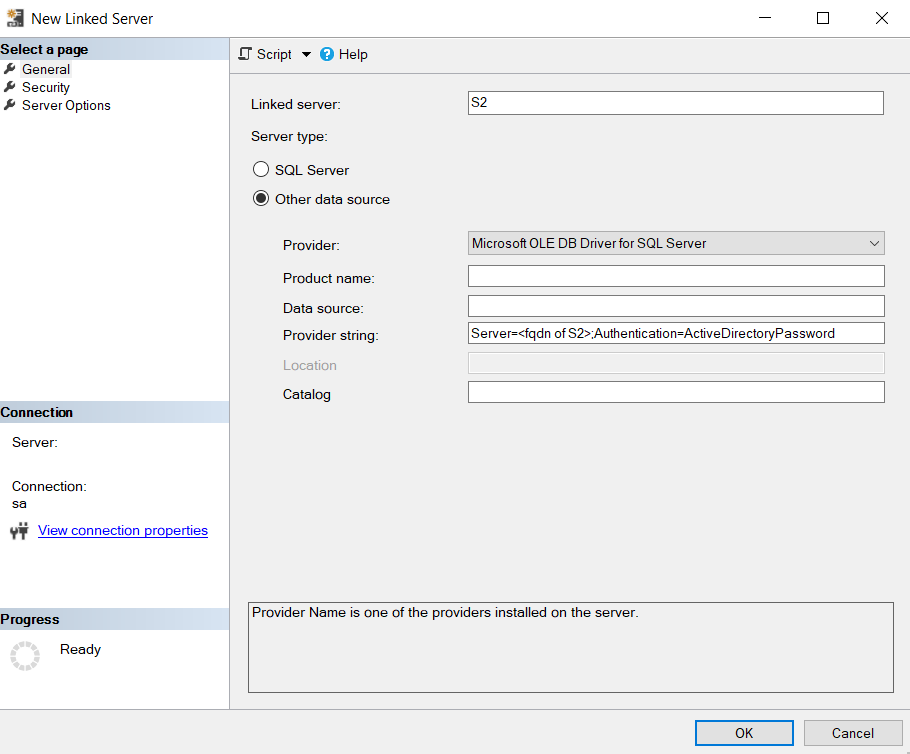 New Linked Server
Select a page
General
Security
Server Options
Script
Help
Linked server:
S2
Server type:
SQL Server
Other data source
Provider:
Microsoft OLE DB Driver for SQL Server
Product name:
Data source:
Provider string:
Server=<fqdn of S2>;Authentication=ActiveDirectoryPassword
Location
Catalog
Connection
Server:
Connection:
sa
View connection properties
Progress
Ready
Provider Name is one of the providers installed on the server.
OK
Cancel